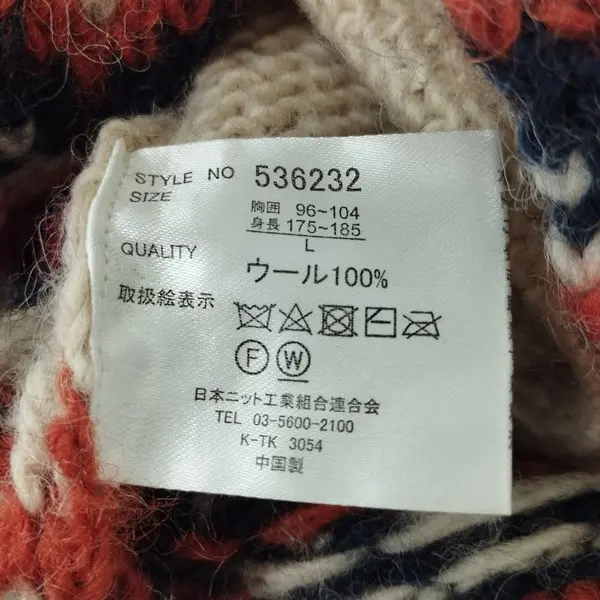 STYLE NO 536232
SIZE 胸囲 96~104
身長 175~185
L
QUALITY ウール100%
取扱絵表示
F W
日本ニット工業組合連合会
TEL 03-5600-2100
K-TK 3054
中国製